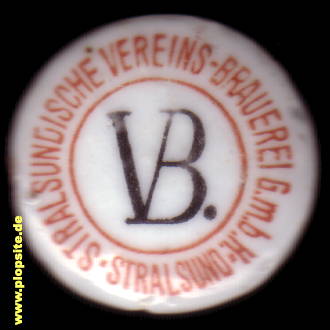 STRALSUNDISCHE VEREINS-BRAUEREI G.m.b.H.
STRALSUND
VB.
www.plopsite.de